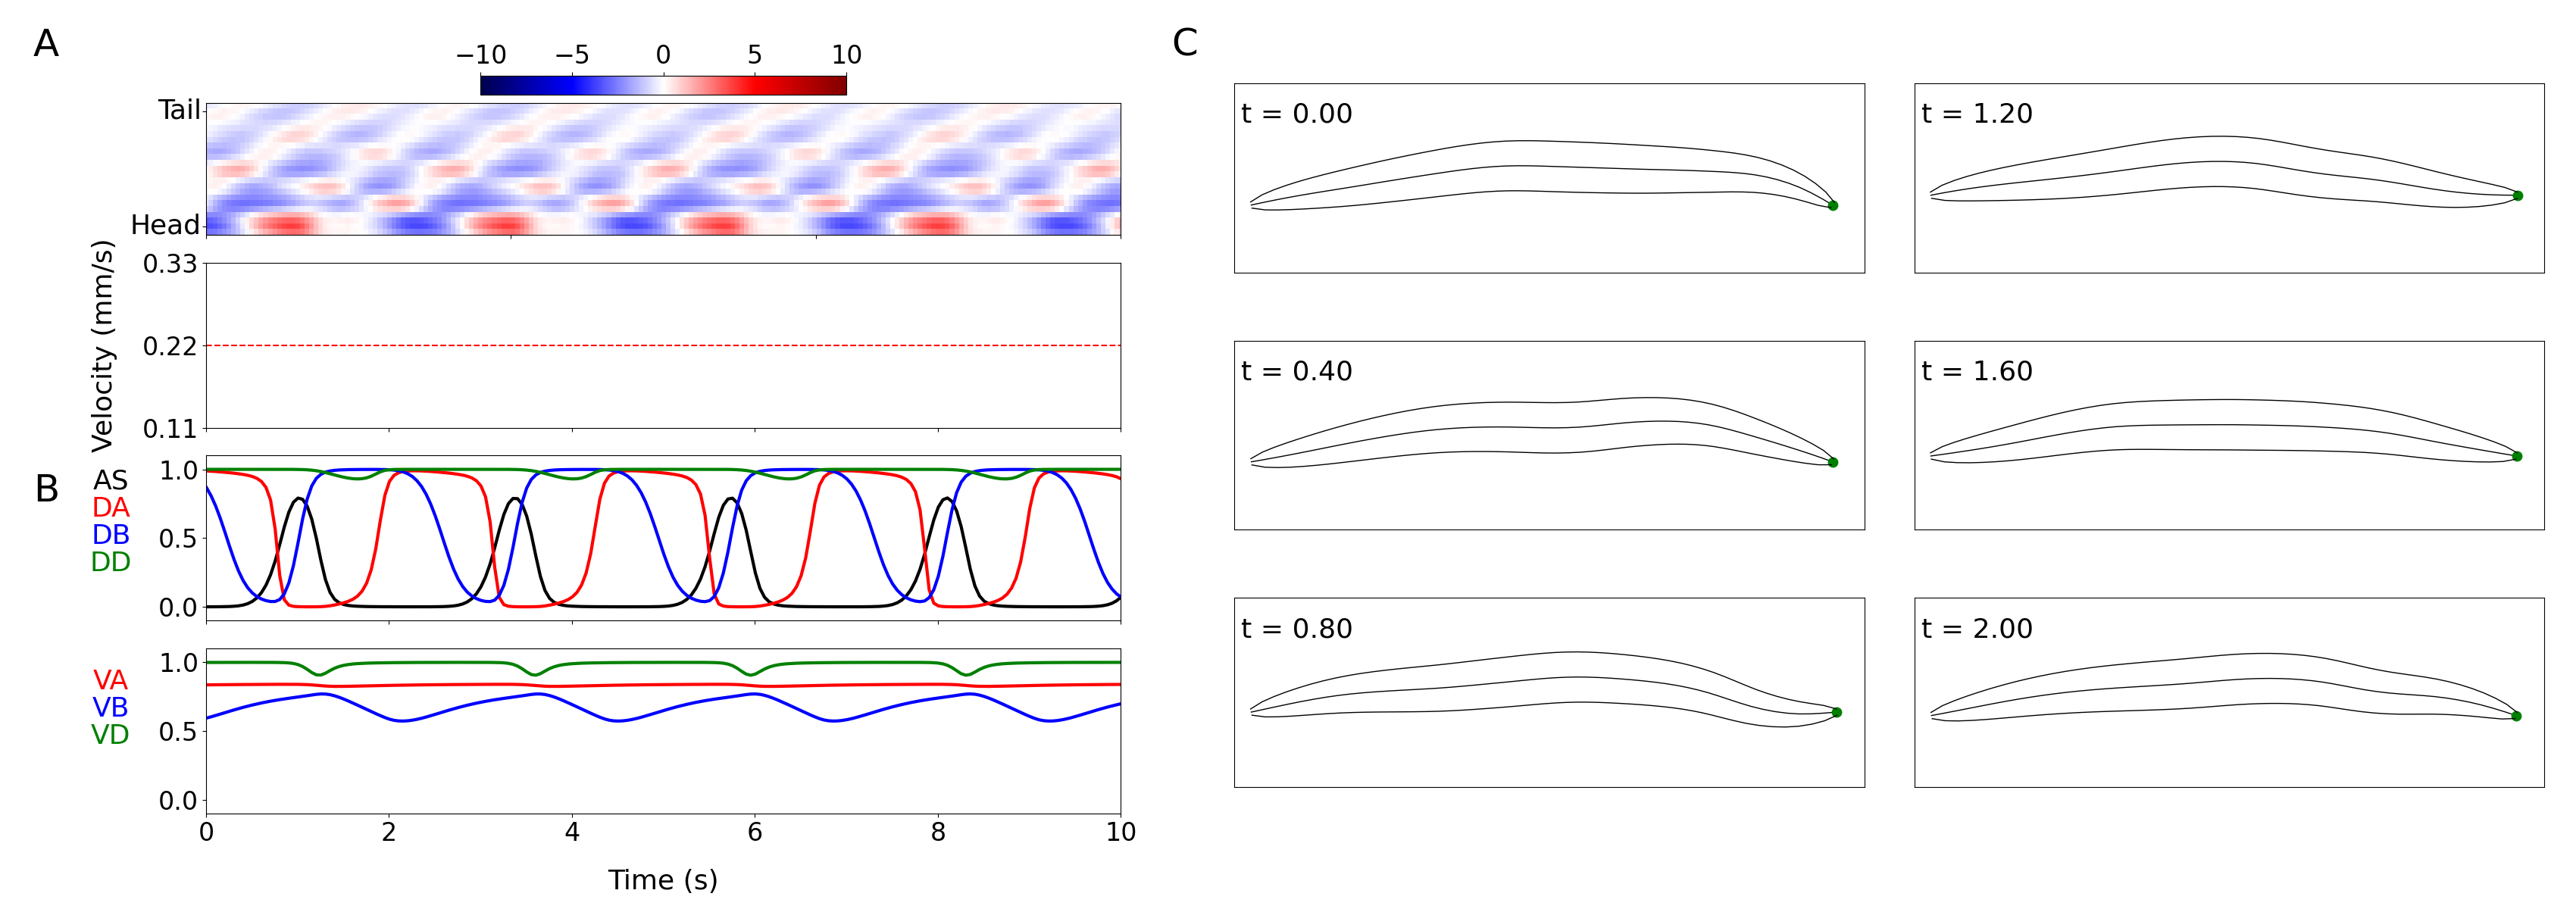 A
−10 −5 0 5 10
Tail
Head
Velocity (mm/s)
0.33
0.22
0.11
B
AS
DA
DB
DD
1.0
0.5
0.0
VA
VB
VD
1.0
0.5
0.0
0 2 4 6 8 10
Time (s)
C
t = 0.00
t = 1.20
t = 0.40
t = 1.60
t = 0.80
t = 2.00